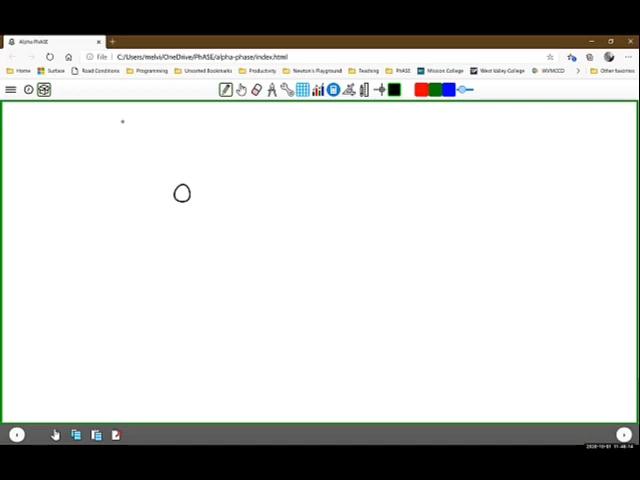 Alpha-PhASE
File C:/Users/melvi/OneDrive/PhASE/alpha-phase/index.html
Home Surface Road Conditions Programming Unsorted Bookmarks Productivity Newton's Playground Teaching PhASE Mission College West Valley College WVMCCD Other favorites